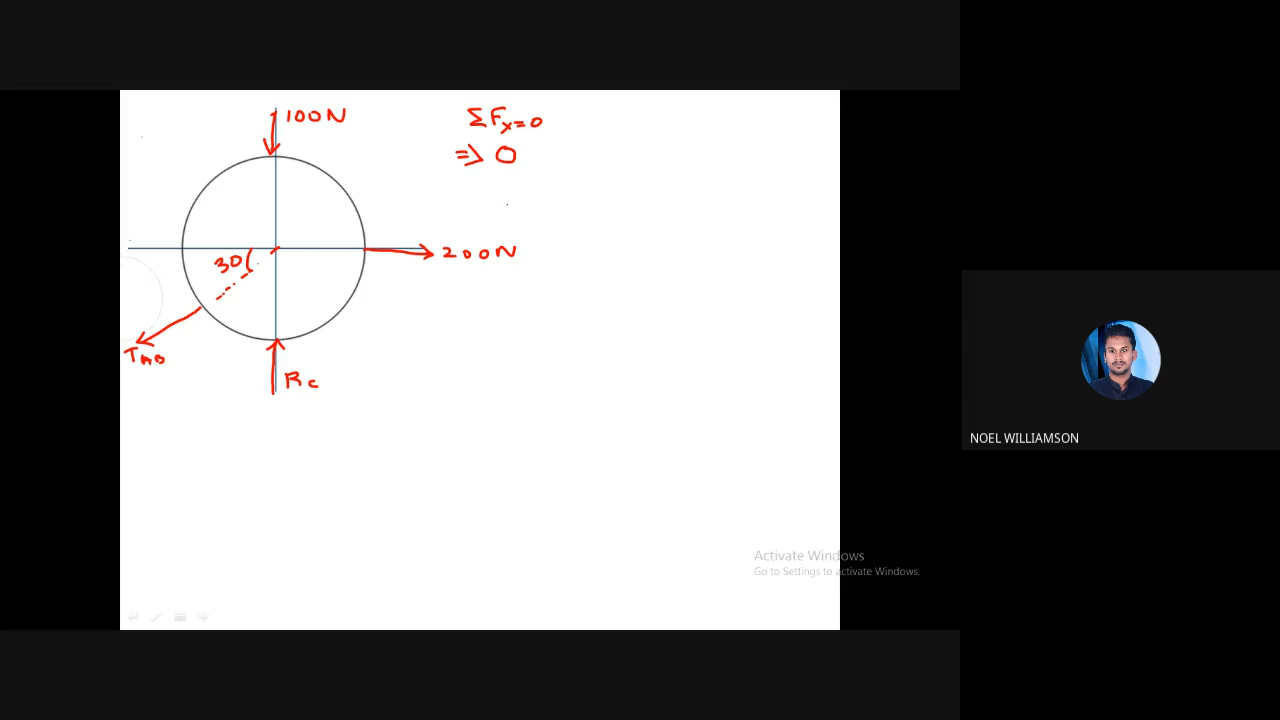 100N
ΣFx=0
=> 0
200N
30
TAB
Rc
NOEL WILLIAMSON
Activate Windows
Go to Settings to activate Windows.